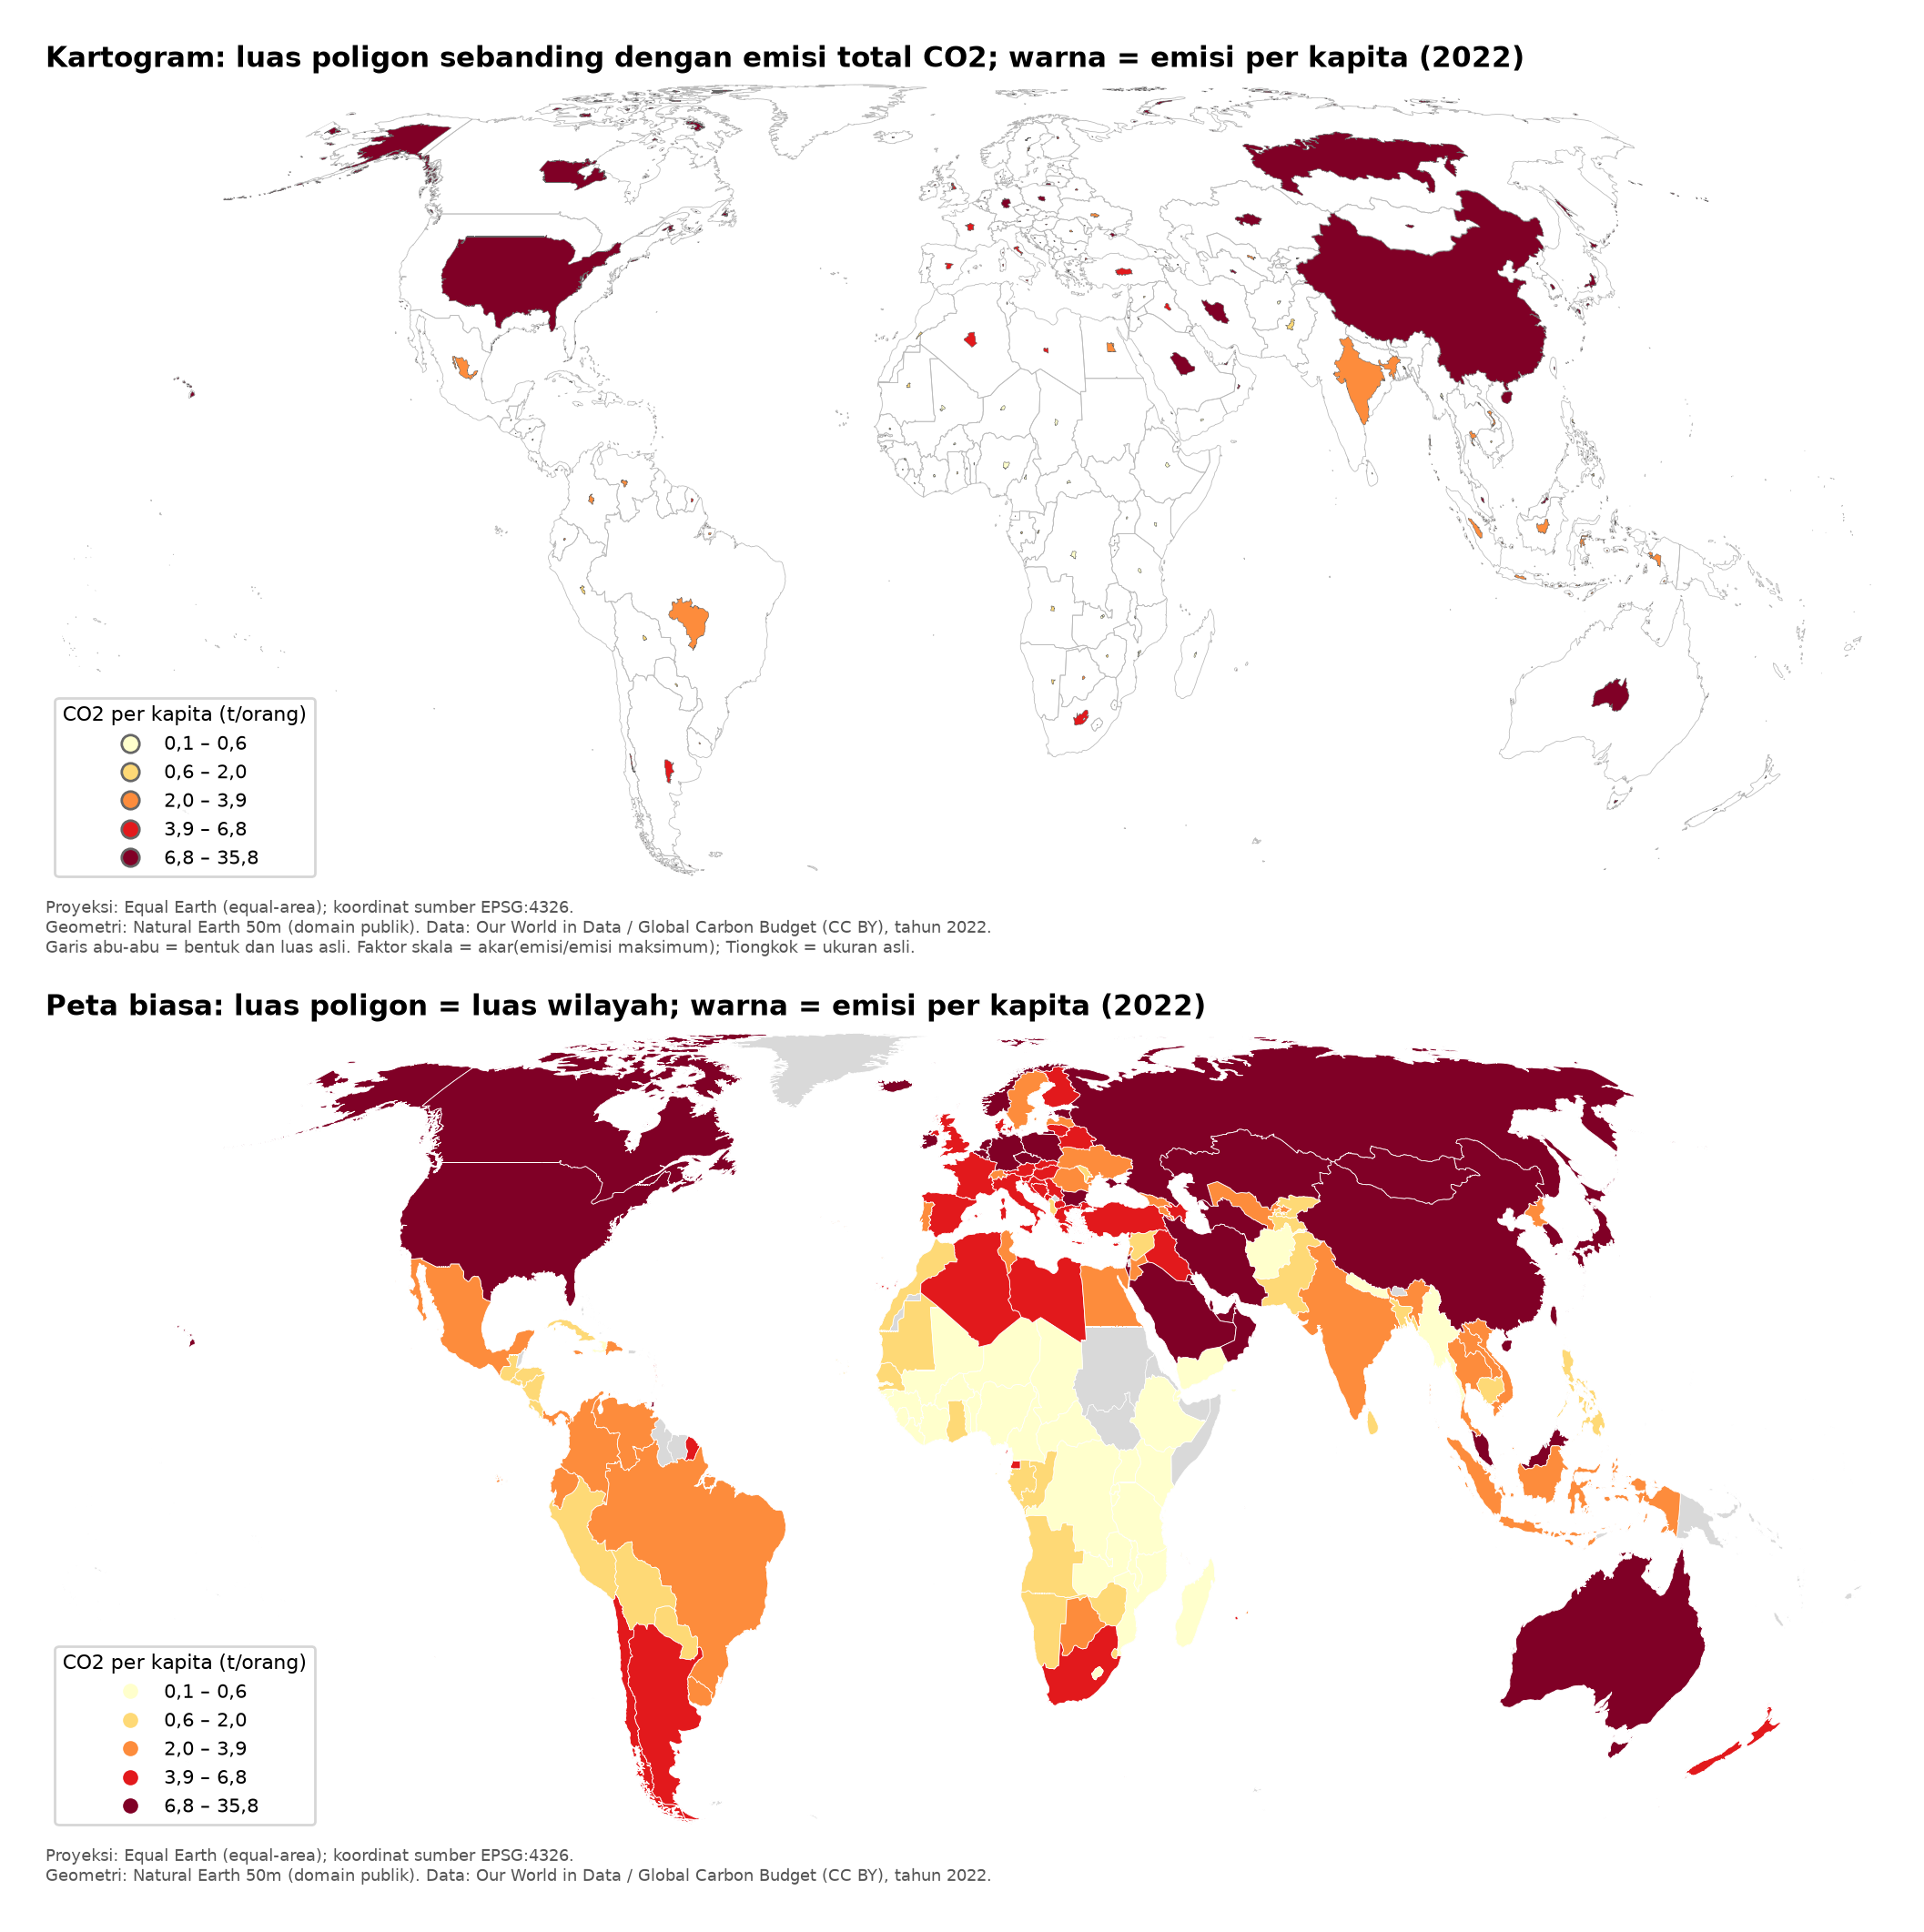 Kartogram: luas poligon sebanding dengan emisi total CO2; warna = emisi per kapita (2022)
CO2 per kapita (t/orang)
0,1 – 0,6
0,6 – 2,0
2,0 – 3,9
3,9 – 6,8
6,8 – 35,8
Proyeksi: Equal Earth (equal-area); koordinat sumber EPSG:4326.
Geometri: Natural Earth 50m (domain publik). Data: Our World in Data / Global Carbon Budget (CC BY), tahun 2022.
Garis abu-abu = bentuk dan luas asli. Faktor skala = akar(emisi/emisi maksimum); Tiongkok = ukuran asli.
Peta biasa: luas poligon = luas wilayah; warna = emisi per kapita (2022)
CO2 per kapita (t/orang)
0,1 – 0,6
0,6 – 2,0
2,0 – 3,9
3,9 – 6,8
6,8 – 35,8
Proyeksi: Equal Earth (equal-area); koordinat sumber EPSG:4326.
Geometri: Natural Earth 50m (domain publik). Data: Our World in Data / Global Carbon Budget (CC BY), tahun 2022.